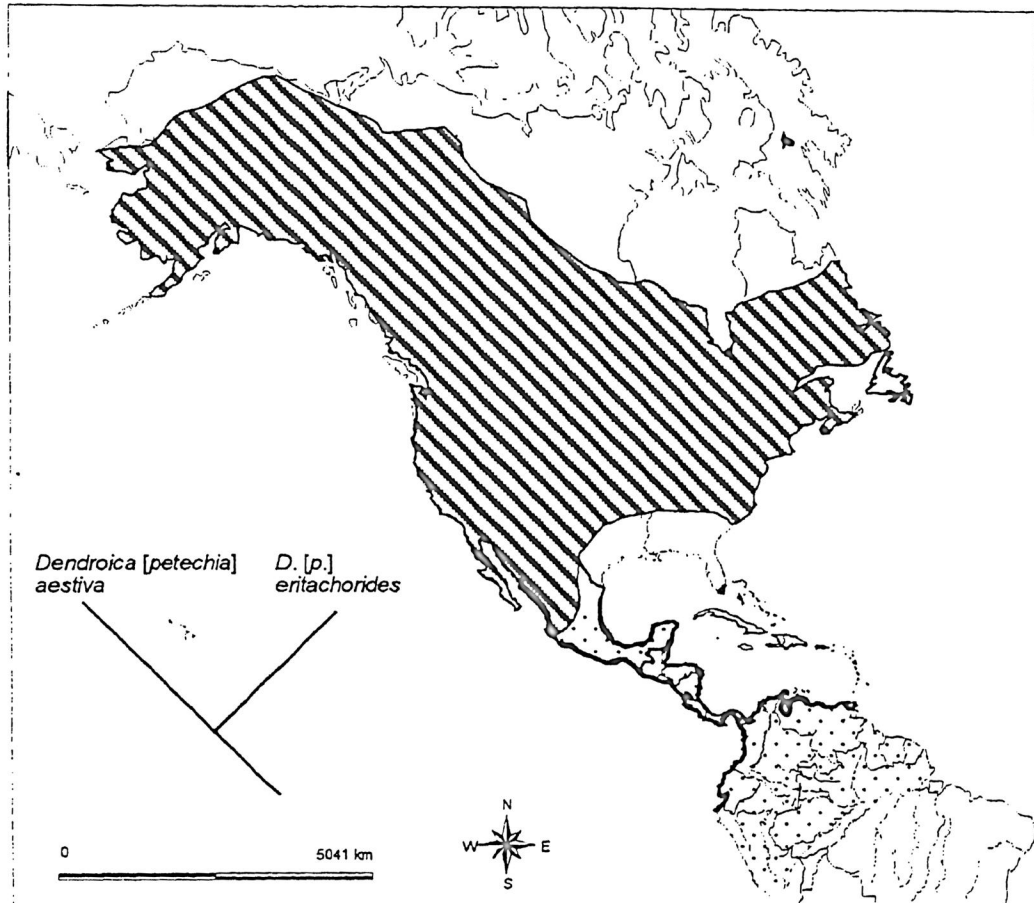 Dendroica [petechia]
aestiva
D. [p.]
eritachorides
0
5041 km
N
W
E
S